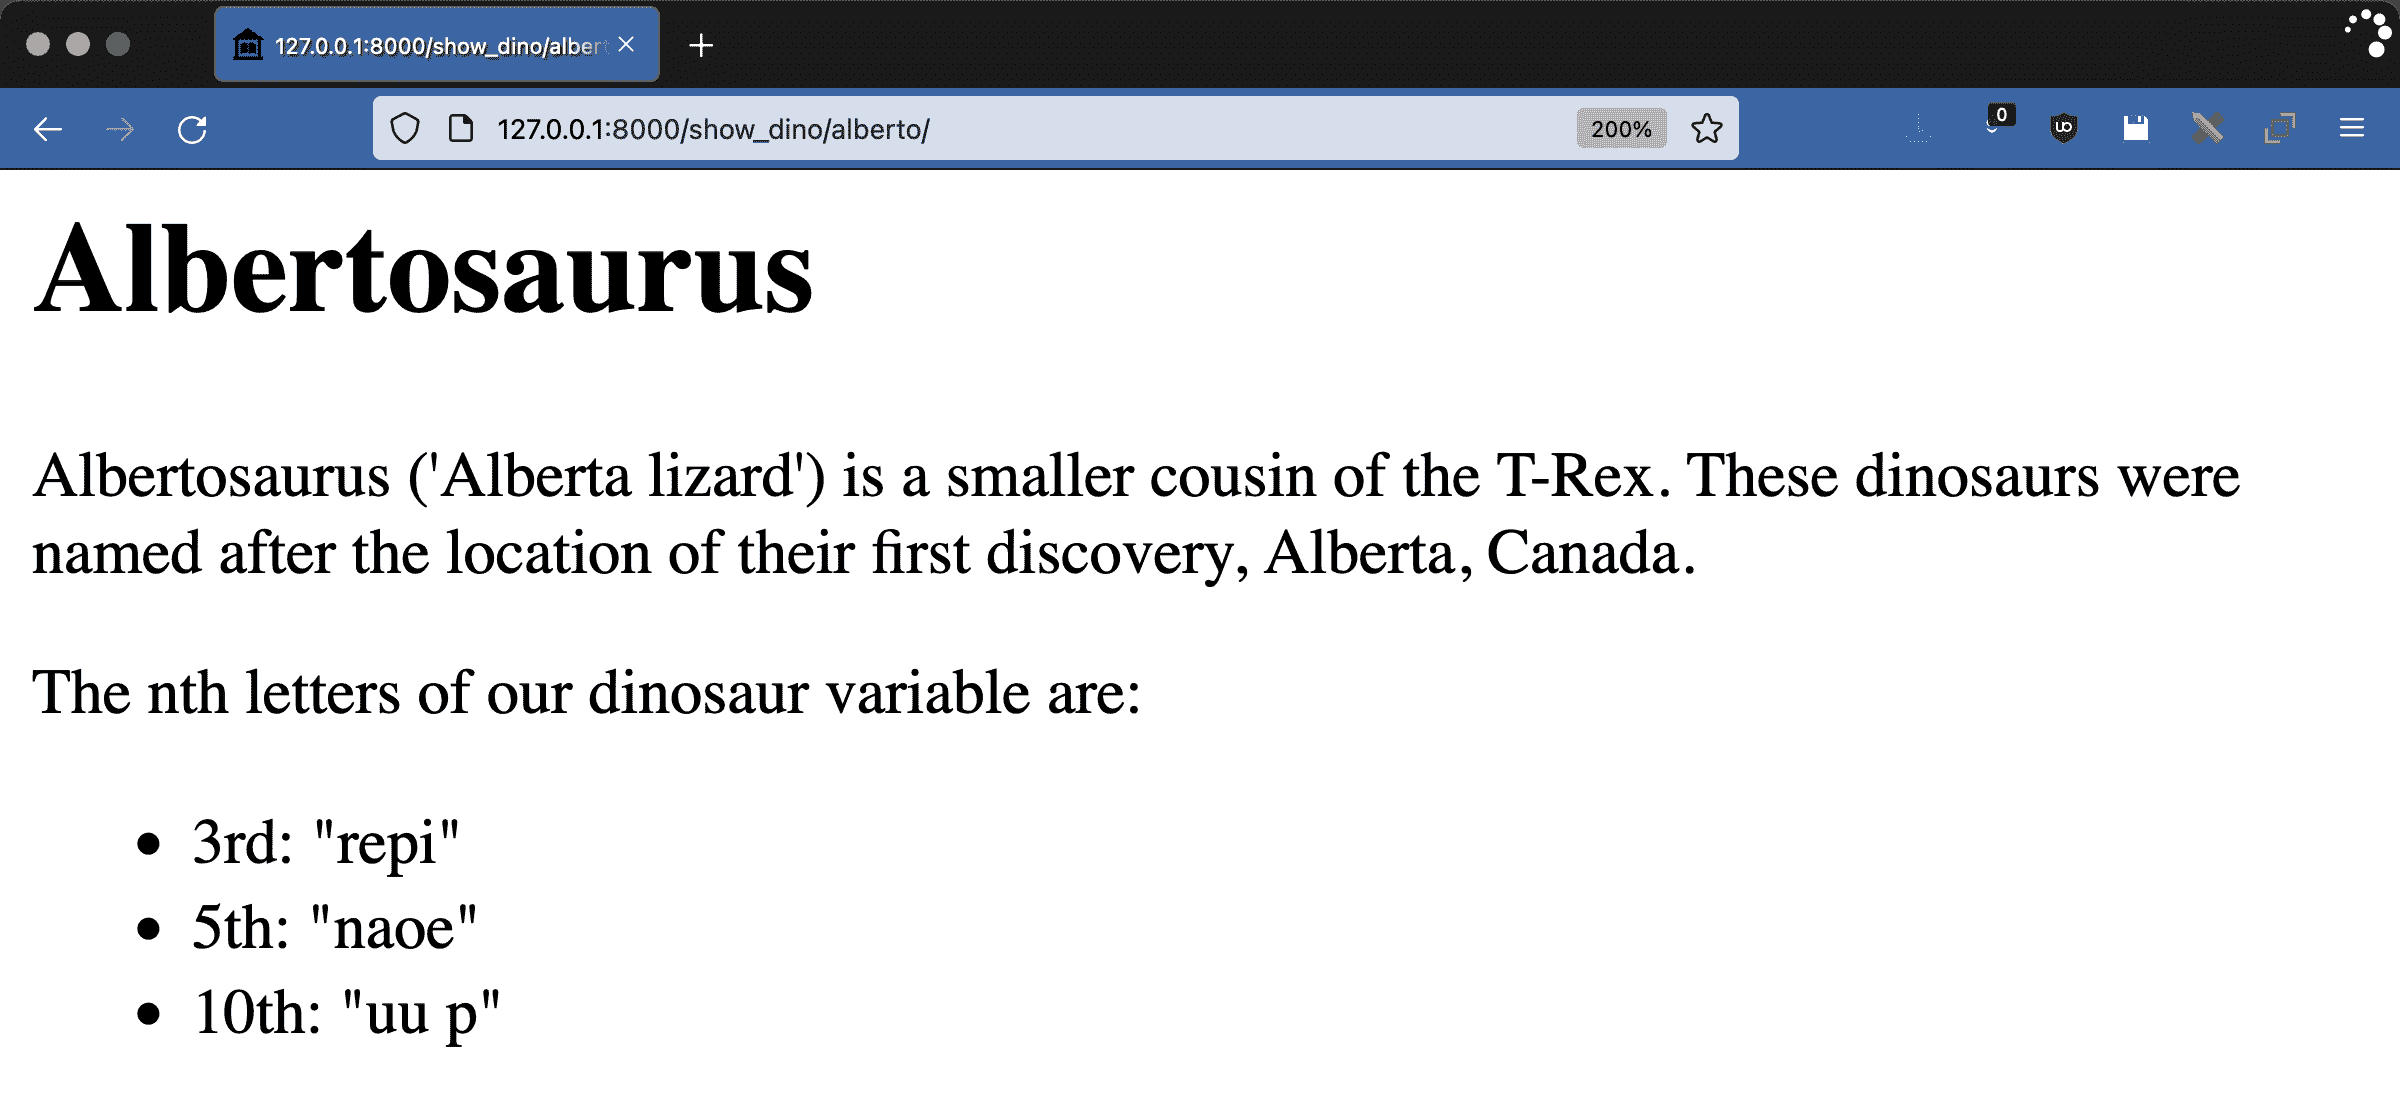 127.0.0.1:8000/show_dino/albert
127.0.0.1:8000/show_dino/alberto/
200%
0
Albertosaurus
Albertosaurus ('Alberta lizard') is a smaller cousin of the T-Rex. These dinosaurs were
named after the location of their first discovery, Alberta, Canada.
The nth letters of our dinosaur variable are:
• 3rd: "repi"
• 5th: "naoe"
• 10th: "uu p"